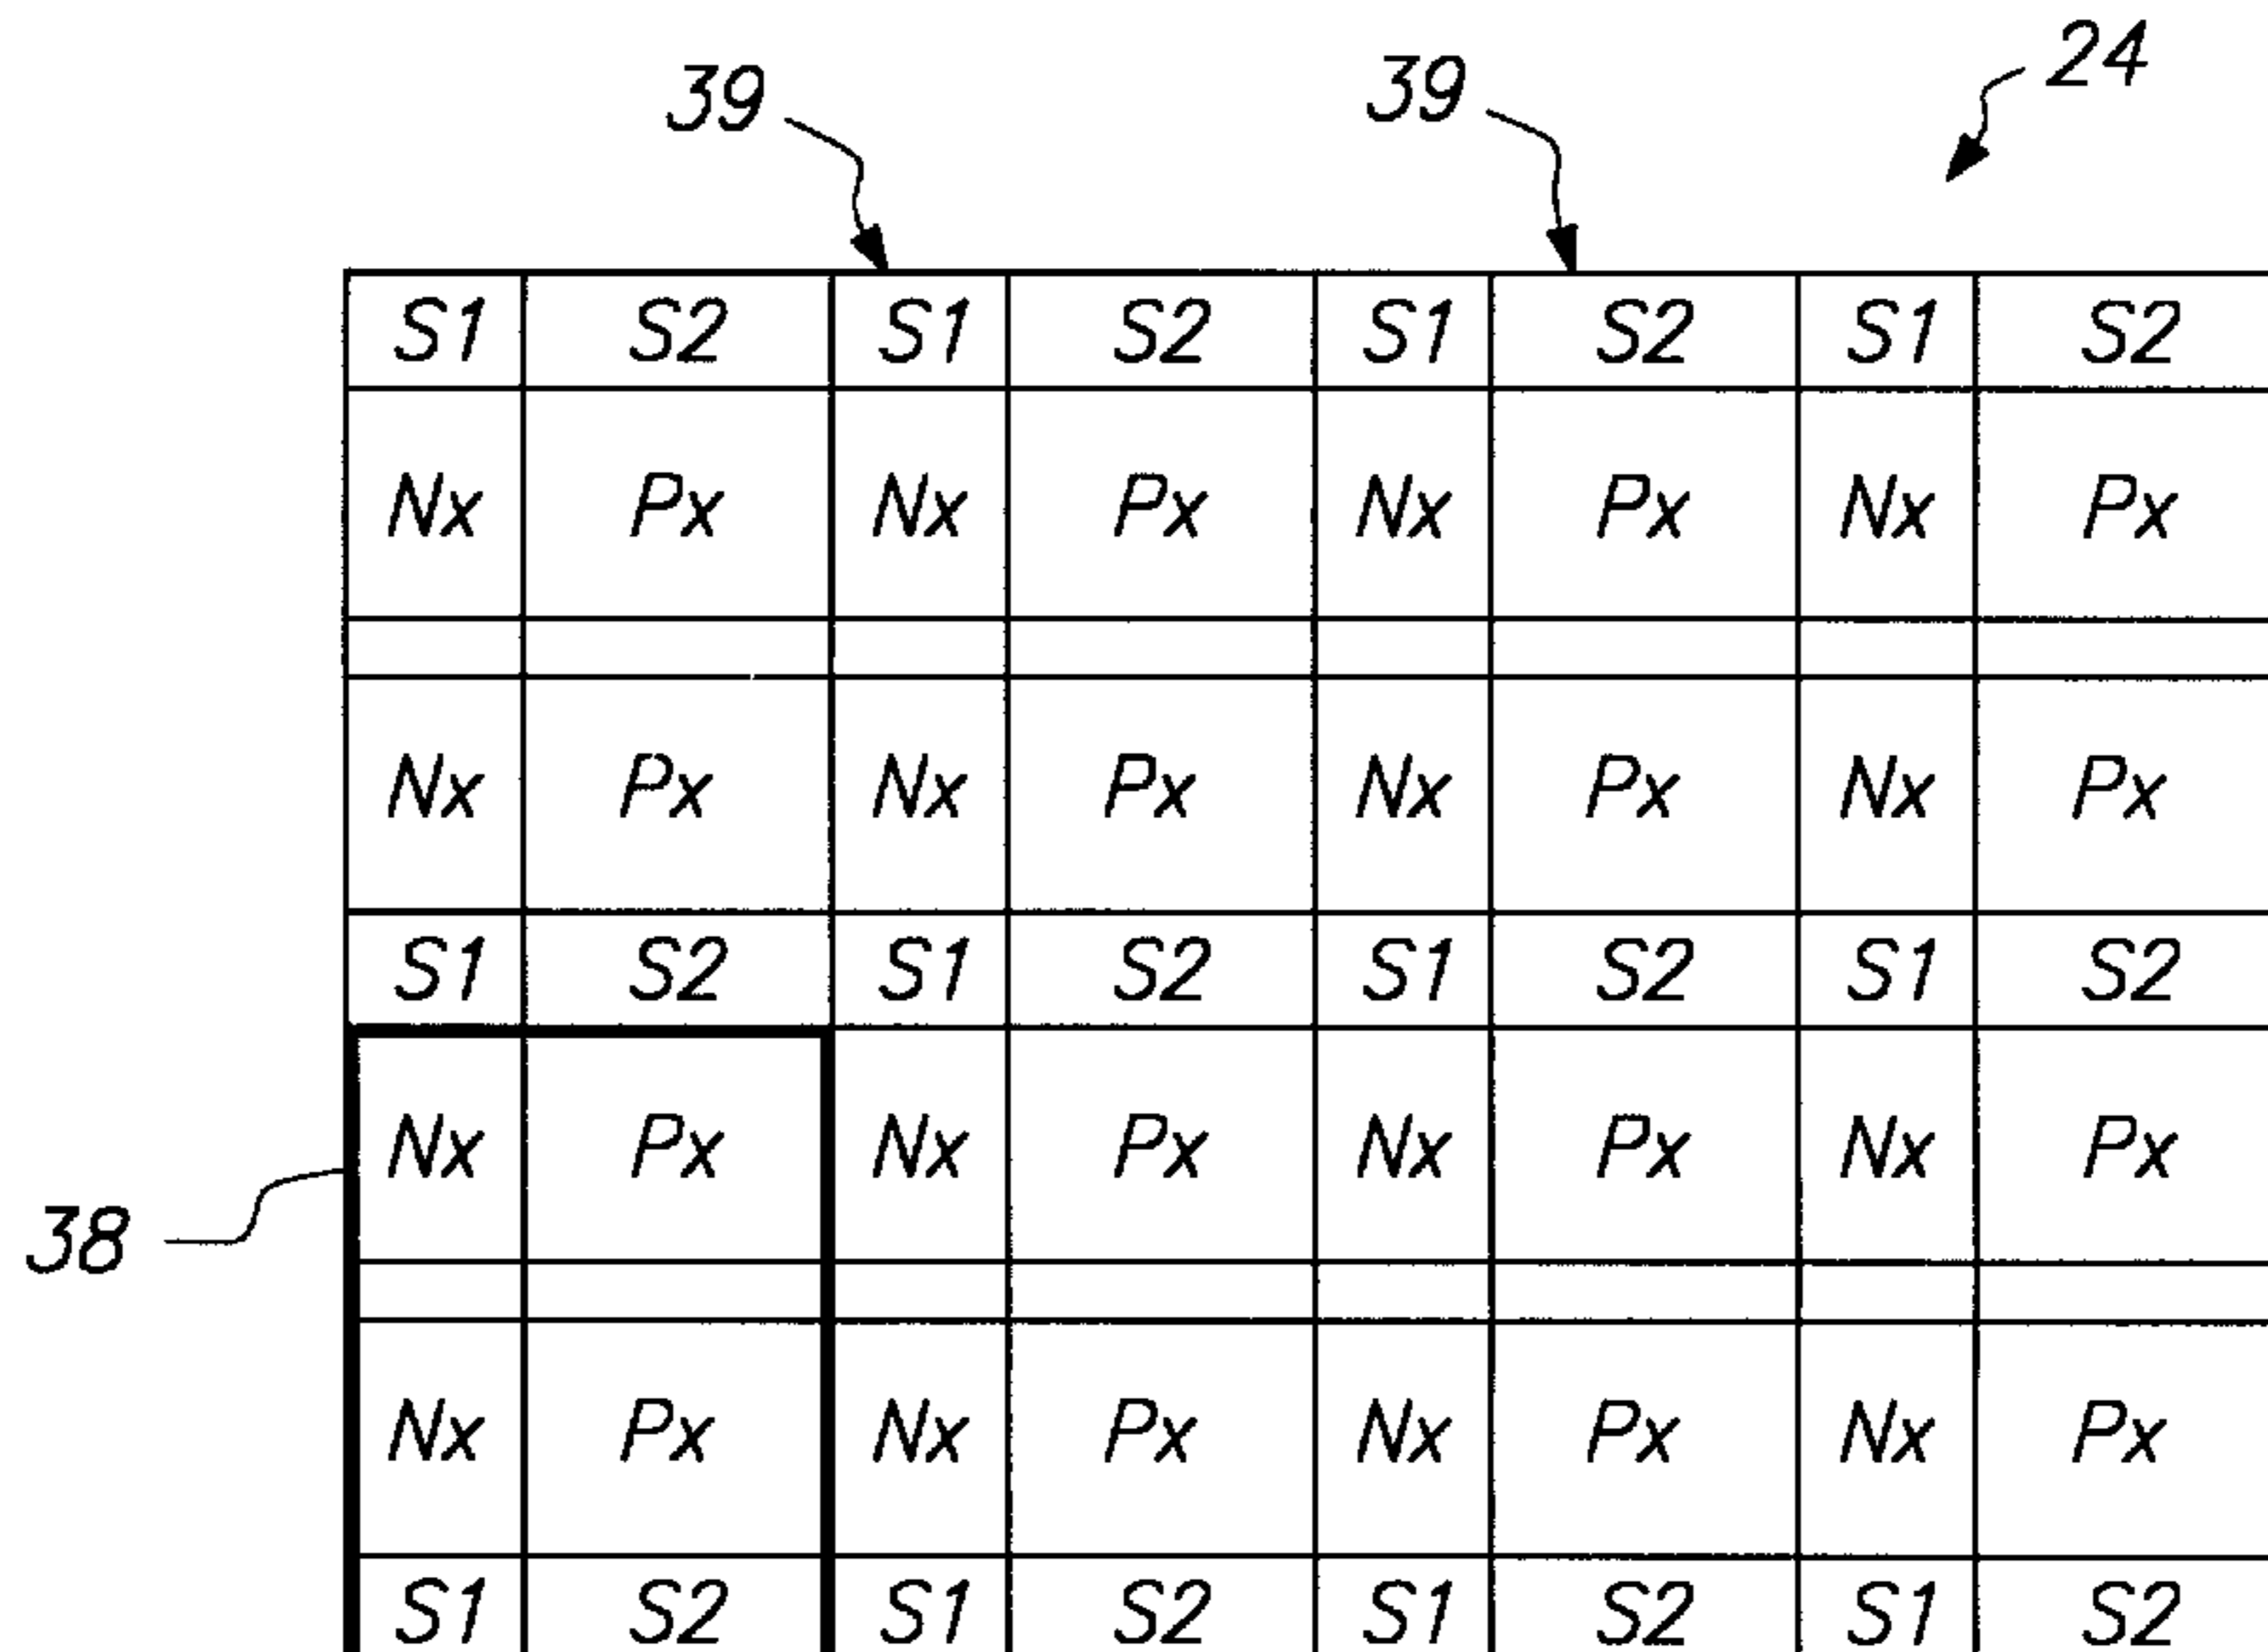 24
39 39
S1 S2 S1 S2 S1 S2 S1 S2
Nx Px Nx Px Nx Px Nx Px
Nx Px Nx Px Nx Px Nx Px
S1 S2 S1 S2 S1 S2 S1 S2
Nx Px Nx Px Nx Px Nx Px
38
Nx Px Nx Px Nx Px Nx Px
S1 S2 S1 S2 S1 S2 S1 S2